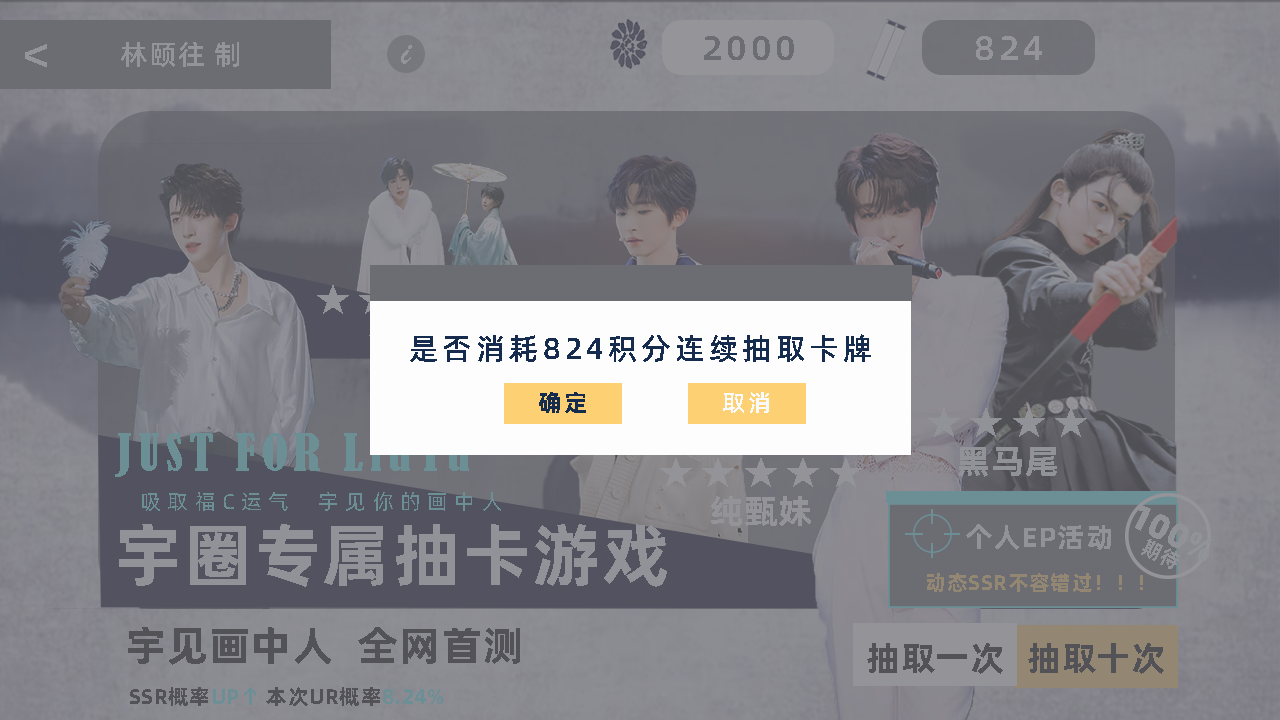 <
林颐往 制
i
2000
824
是否消耗824积分连续抽取卡牌
确定
取消
JUST FOR LiuYu
吸取福C运气 宇见你的画中人
宇圈专属抽卡游戏
纯甄妹
黑马尾
个人EP活动
100%
期待
动态SSR不容错过！！！
宇见画中人 全网首测
抽取一次
抽取十次
SSR概率UP↑ 本次UR概率8.24%